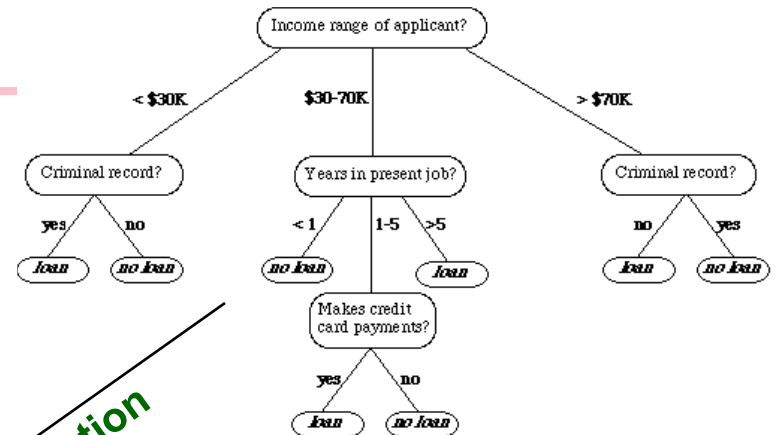 Income range of applicant?
< $30K
$30-70K
> $70K
Criminal record?
Years in present job?
Criminal record?
yes
no
< 1
1-5
>5
no
yes
loan
no loan
no loan
loan
loan
no loan
Makes credit
card payments?
yes
no
loan
no loan